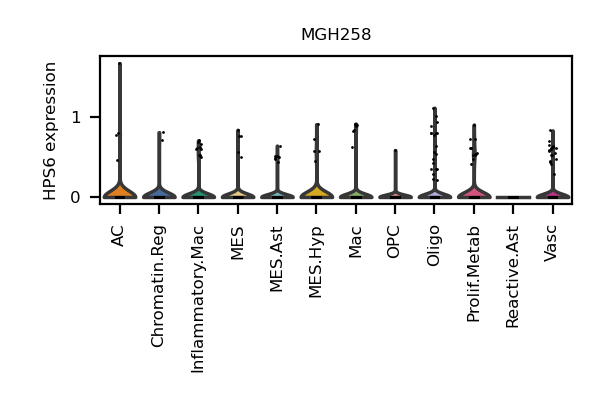 MGH258
HPS6 expression
1
0
AC
Chromatin.Reg
Inflammatory.Mac
MES
MES.Ast
MES.Hyp
Mac
OPC
Oligo
Prolif.Metab
Reactive.Ast
Vasc